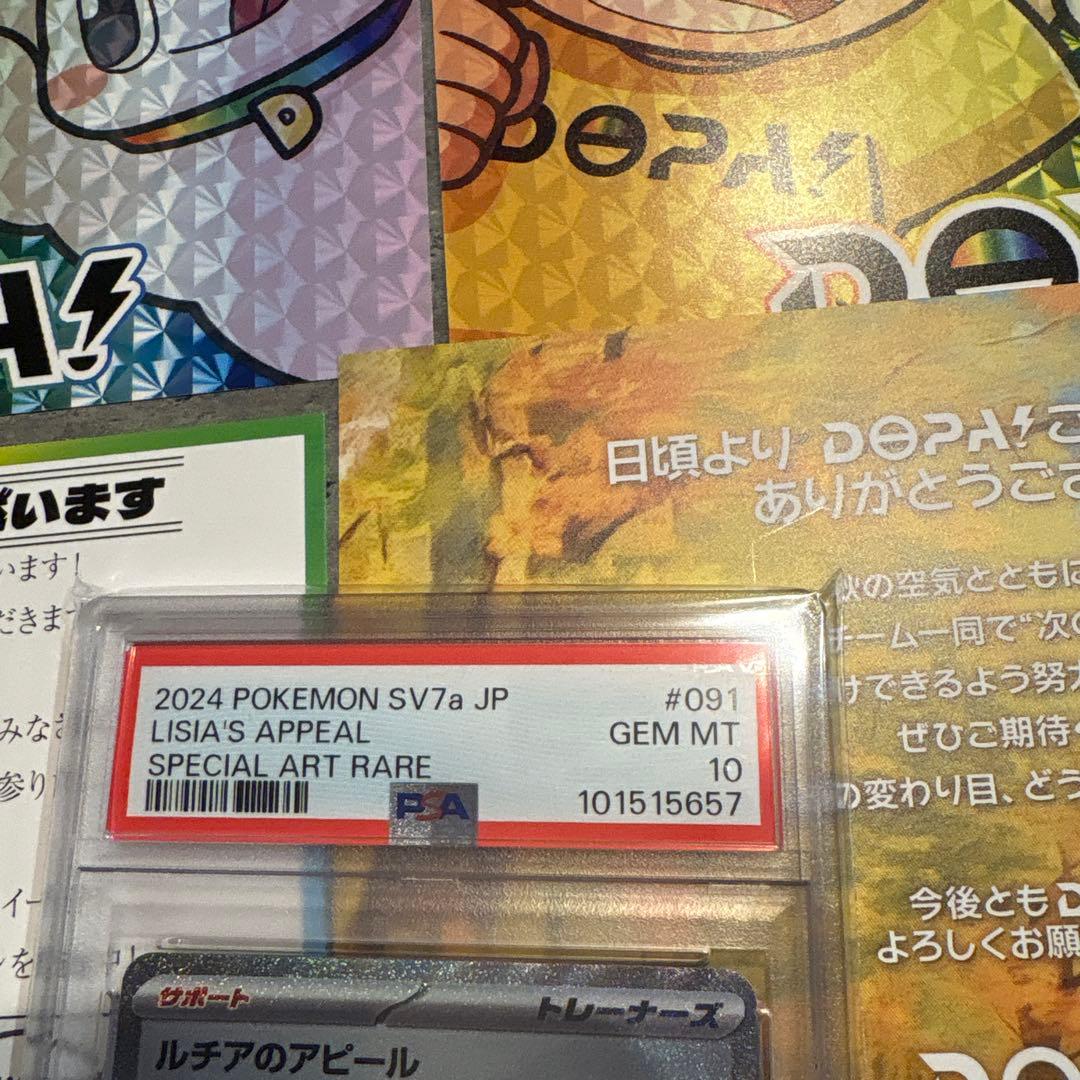 D
DOPA!
H!
DO
日頃より DOPA!ご
ありがとうござ
秋の空気とともに
チーム一同で“次の
けできるよう努力
ぜひご期待く
の変わり目、どう
今後ともD
よろしくお願
DO
います
います!
だきます
みなさ
参り
イー
2024 POKEMON SV7a JP #091
LISIA'S APPEAL GEM MT
SPECIAL ART RARE 10
PSA 101515657
サポート トレーナーズ
ルチアのアピール